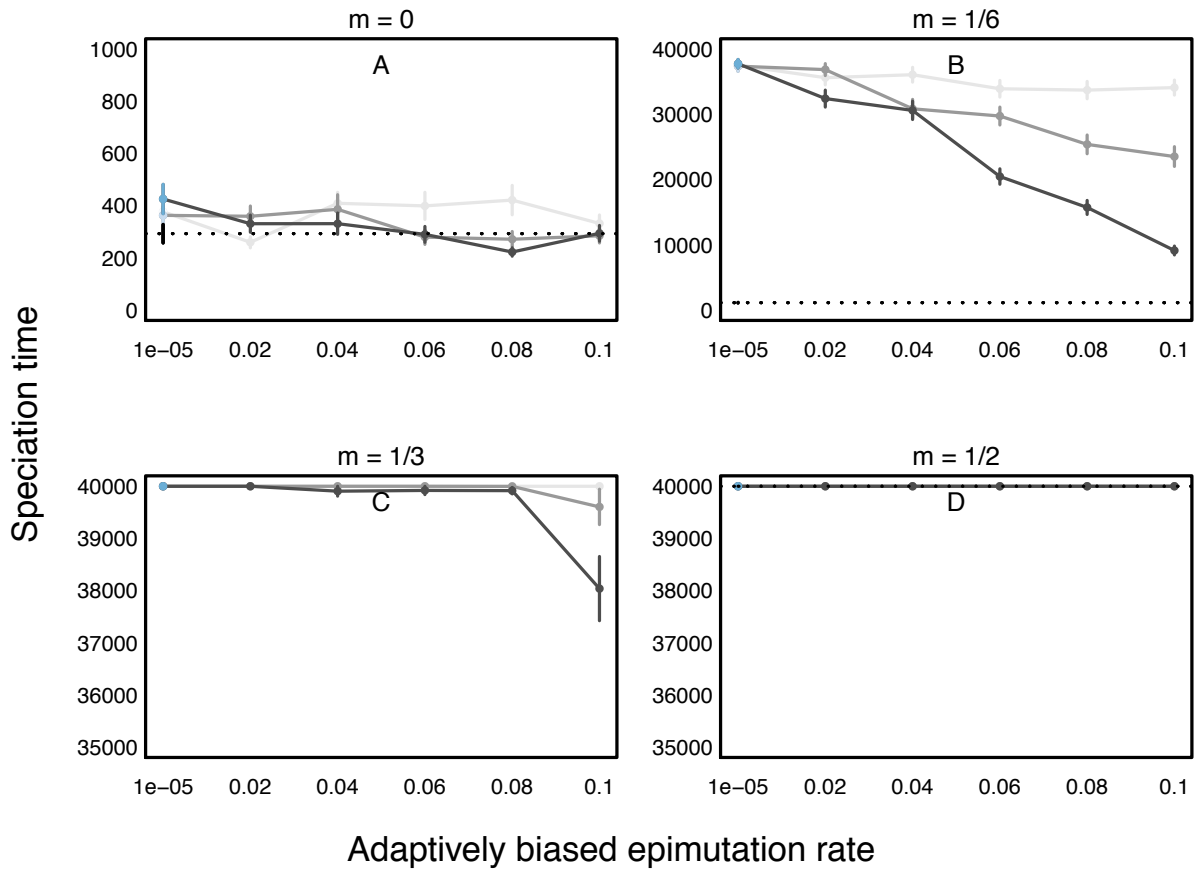 m = 0
A
1000
800
600
400
200
0
1e−05 0.02 0.04 0.06 0.08 0.1
m = 1/6
B
40000
30000
20000
10000
0
1e−05 0.02 0.04 0.06 0.08 0.1
Speciation time
m = 1/3
C
40000
39000
38000
37000
36000
35000
1e−05 0.02 0.04 0.06 0.08 0.1
m = 1/2
D
40000
39000
38000
37000
36000
35000
1e−05 0.02 0.04 0.06 0.08 0.1
Adaptively biased epimutation rate